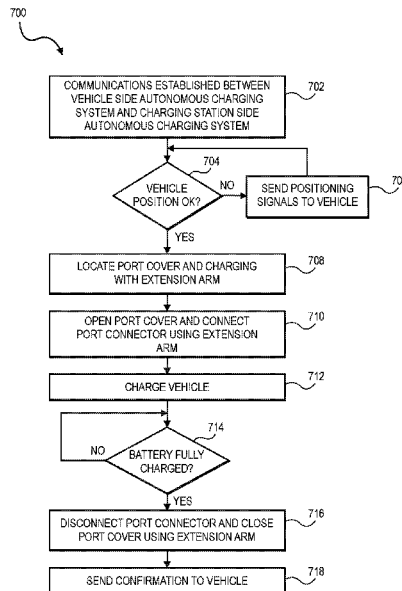 700
COMMUNICATIONS ESTABLISHED BETWEEN
VEHICLE SIDE AUTONOMOUS CHARGING
SYSTEM AND CHARGING STATION SIDE
AUTONOMOUS CHARGING SYSTEM
702
704
VEHICLE
POSITION OK?
NO
SEND POSITIONING
SIGNALS TO VEHICLE
70
YES
LOCATE PORT COVER AND CHARGING
WITH EXTENSION ARM
708
OPEN PORT COVER AND CONNECT
PORT CONNECTOR USING EXTENSION
ARM
710
CHARGE VEHICLE
712
714
NO
BATTERY FULLY
CHARGED?
YES
DISCONNECT PORT CONNECTOR AND CLOSE
PORT COVER USING EXTENSION ARM
716
SEND CONFIRMATION TO VEHICLE
718